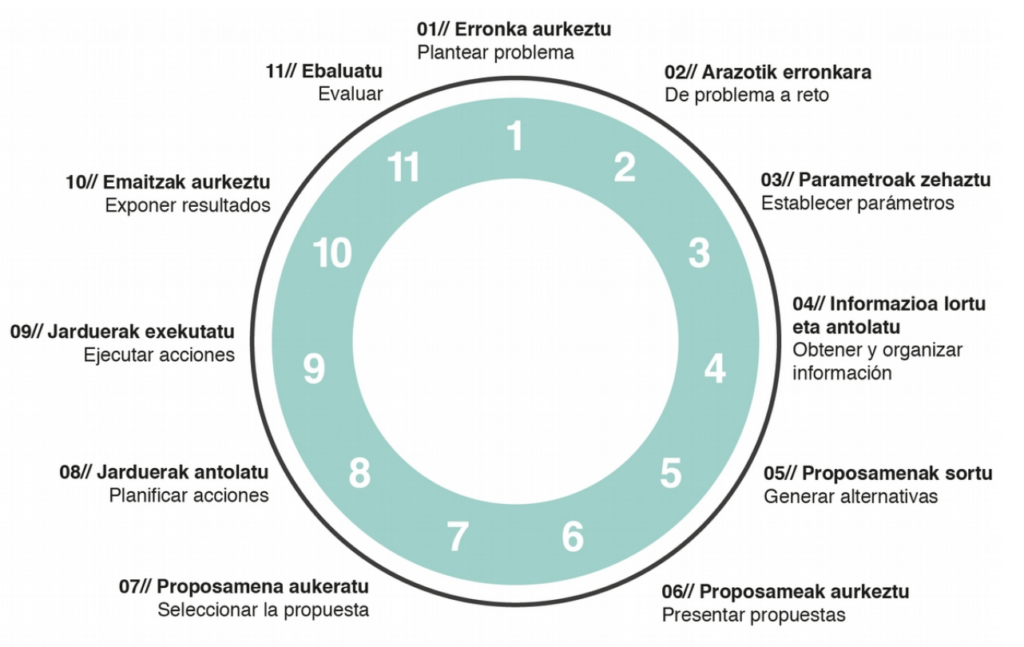 01// Erronka aurkeztu
Plantear problema
02// Arazotik erronkara
De problema a reto
03// Parametroak zehaztu
Establecer parámetros
04// Informazioa lortu
eta antolatu
Obtener y organizar
información
05// Proposamenak sortu
Generar alternativas
06// Proposameak aurkeztu
Presentar propuestas
07// Proposamena aukeratu
Seleccionar la propuesta
08// Jarduerak antolatu
Planificar acciones
09// Jarduerak exekutatu
Ejecutar acciones
10// Emaitzak aurkeztu
Exponer resultados
11// Ebaluatu
Evaluar
1
2
3
4
5
6
7
8
9
10
11